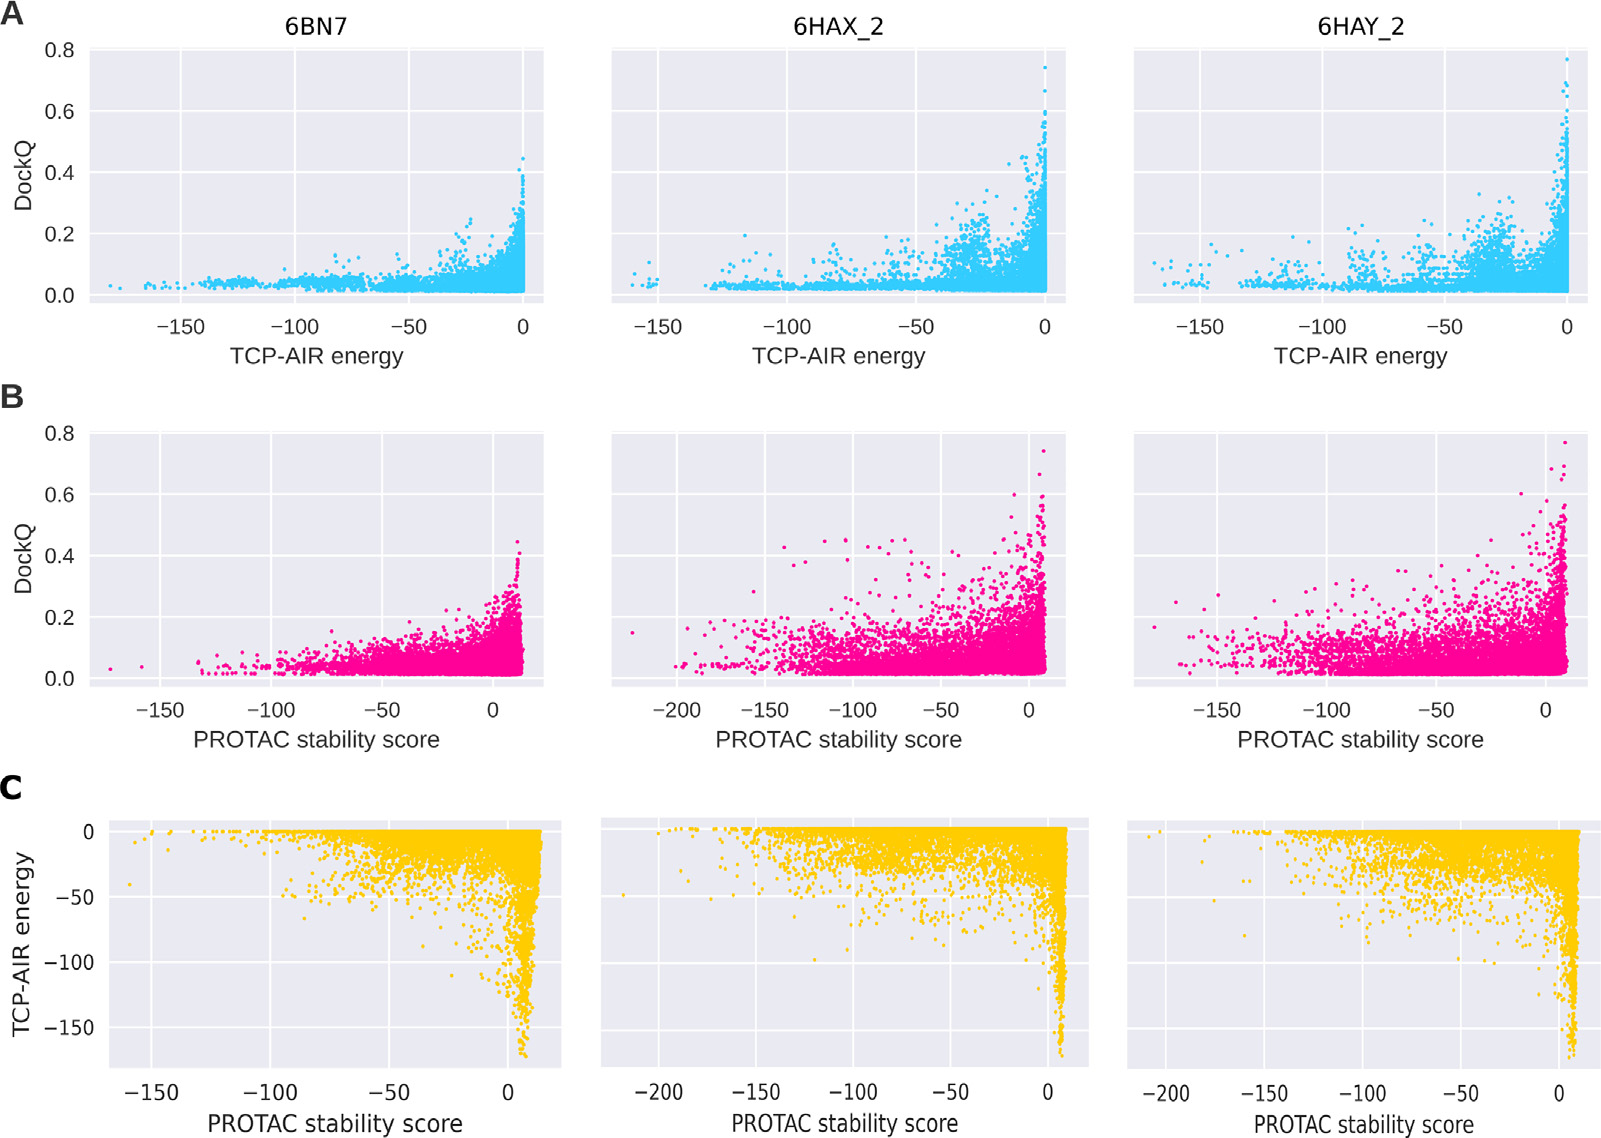 A
6BN7 6HAX_2 6HAY_2
0.8
0.6
0.4
0.2
0.0
DockQ
−150 −100 −50 0 −150 −100 −50 0 −150 −100 −50 0
TCP-AIR energy TCP-AIR energy TCP-AIR energy
B
0.8
0.6
0.4
0.2
0.0
DockQ
−150 −100 −50 0 −200 −150 −100 −50 0 −150 −100 −50 0
PROTAC stability score PROTAC stability score PROTAC stability score
C
0
−50
−100
−150
TCP-AIR energy
−150 −100 −50 0 −200 −150 −100 −50 0 −200 −150 −100 −50 0
PROTAC stability score PROTAC stability score PROTAC stability score